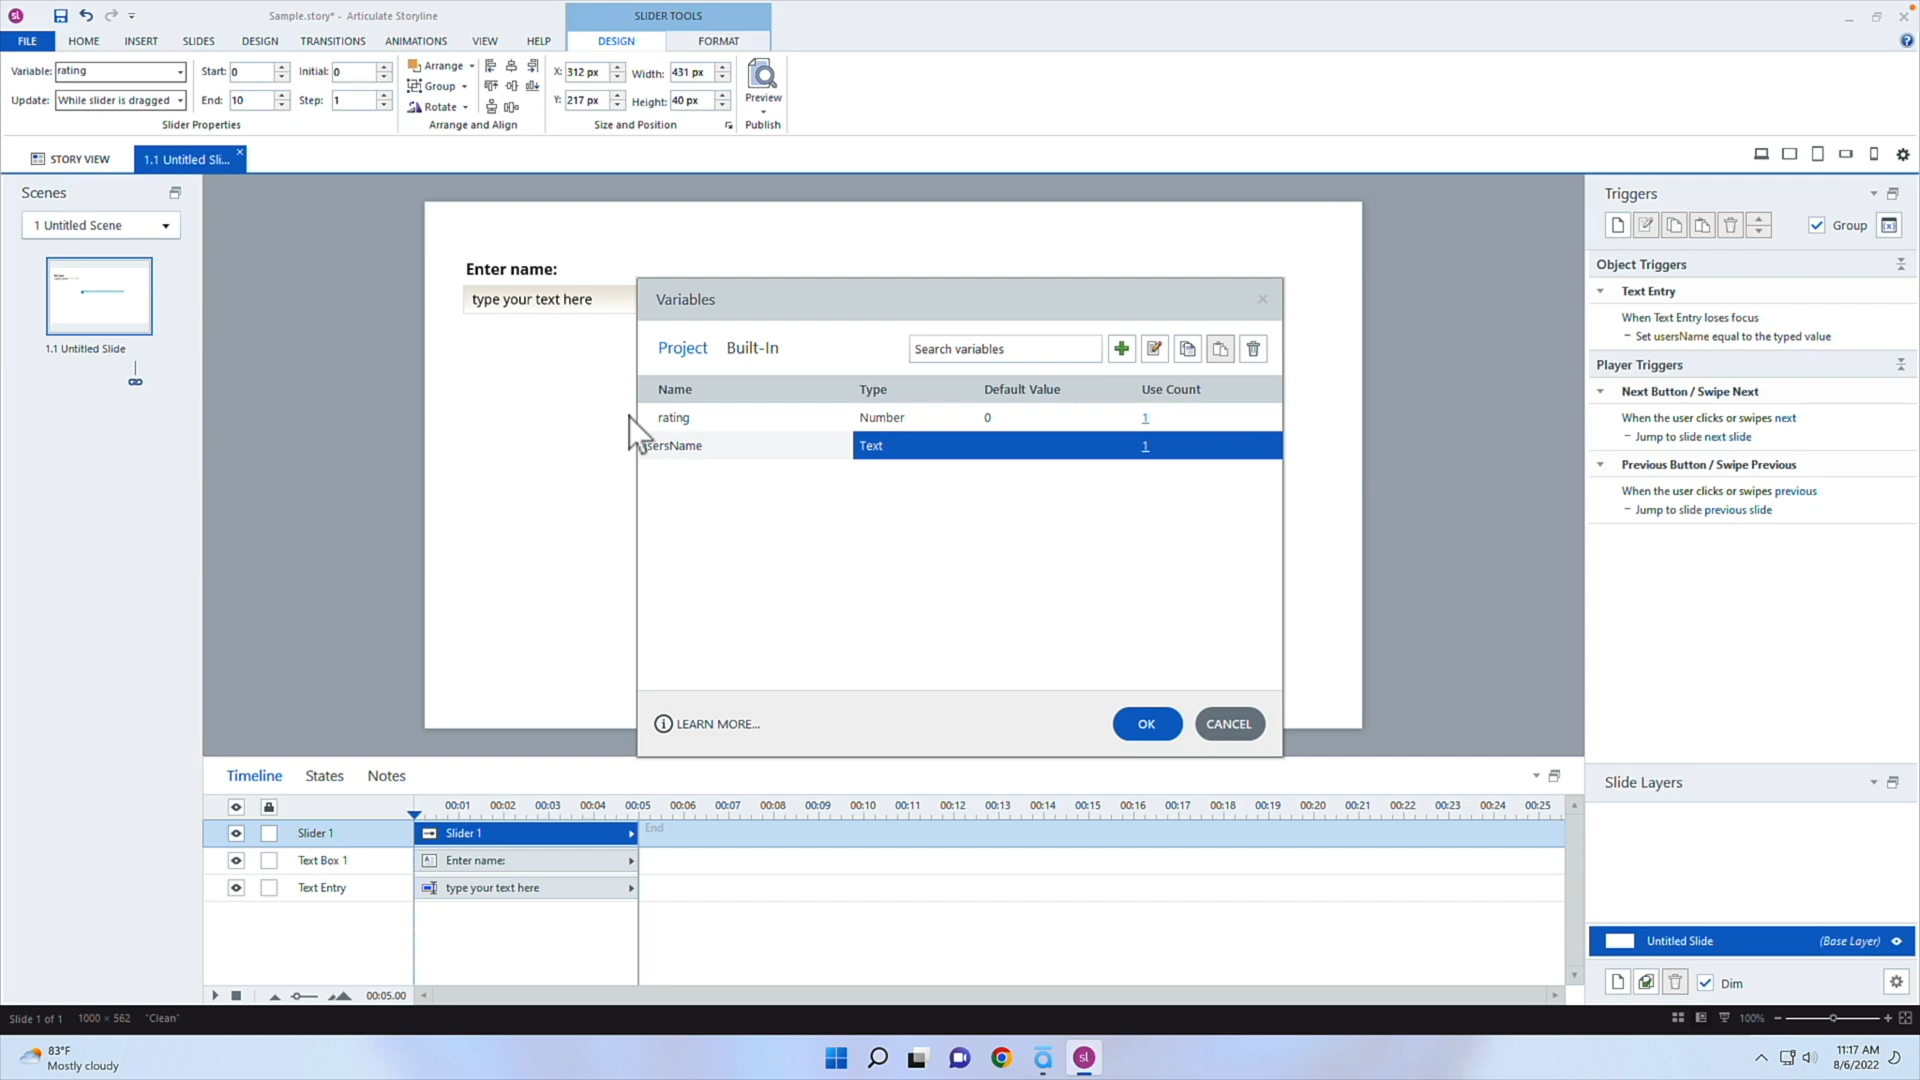 Sample.story* - Articulate Storyline
SLIDER TOOLS
FILE HOME INSERT SLIDES DESIGN TRANSITIONS ANIMATIONS VIEW HELP DESIGN FORMAT
Variable: rating Start: 0 Initial: 0 Arrange X: 312 px Width: 431 px
Group
Update: While slider is dragged End: 10 Step: 1 Rotate Y: 217 px Height: 40 px Preview
Slider Properties Arrange and Align Size and Position Publish
STORY VIEW 1.1 Untitled Sli...
Scenes
1 Untitled Scene
1.1 Untitled Slide
Enter name:
type your text here
Variables
Project Built-In Search variables
Name Type Default Value Use Count
rating Number 0 1
sersName Text 1
LEARN MORE... OK CANCEL
Triggers
Group
Object Triggers
Text Entry
When Text Entry loses focus
– Set usersName equal to the typed value
Player Triggers
Next Button / Swipe Next
When the user clicks or swipes next
– Jump to slide next slide
Previous Button / Swipe Previous
When the user clicks or swipes previous
– Jump to slide previous slide
Timeline States Notes
00:01 00:02 00:03 00:04 00:05 00:06 00:07 00:08 00:09 00:10 00:11 00:12 00:13 00:14 00:15 00:16 00:17 00:18 00:19 00:20 00:21 00:22 00:23 00:24 00:25
Slider 1 Slider 1 End
Text Box 1 Enter name:
Text Entry type your text here
00:05.00
Slide Layers
Untitled Slide (Base Layer)
Dim
Slide 1 of 1 1000 × 562 "Clean" 100%
83°F
Mostly cloudy
sl
11:17 AM
8/6/2022